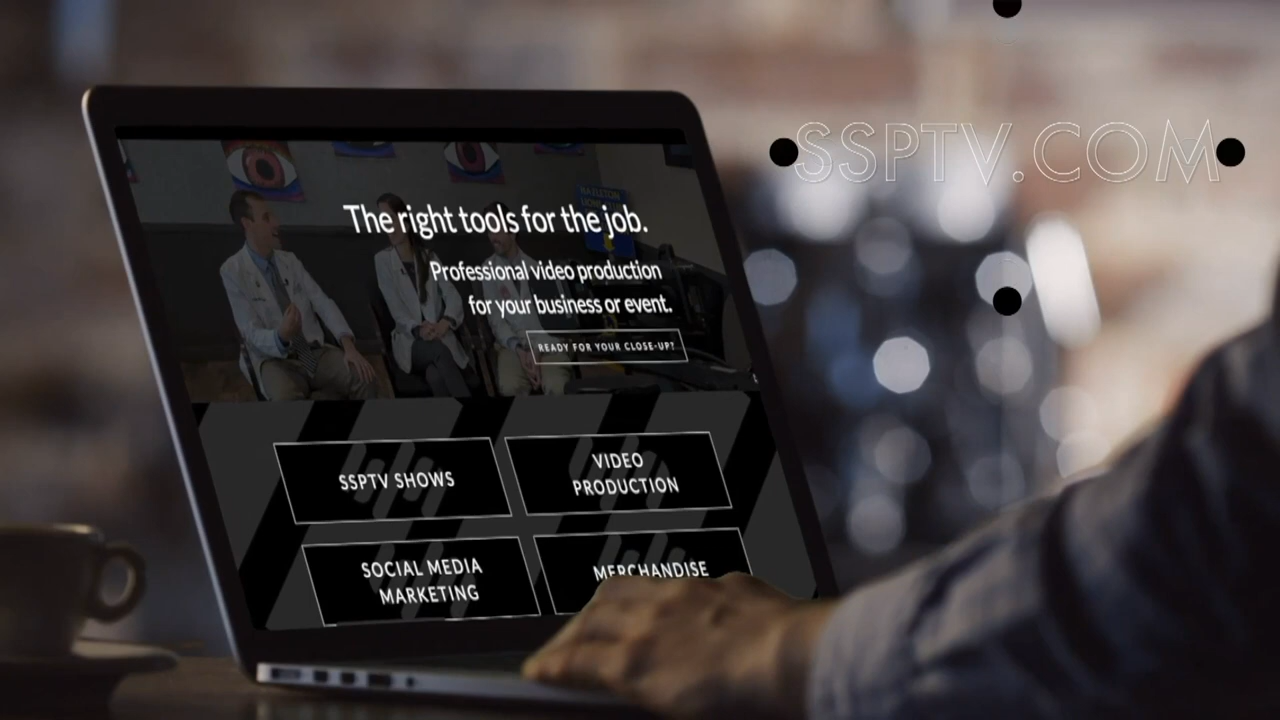 SSPTV.COM
The right tools for the job.
Professional video production
for your business or event.
READY FOR YOUR CLOSE-UP?
SSPTV SHOWS
VIDEO
PRODUCTION
SOCIAL MEDIA
MARKETING
MERCHANDISE